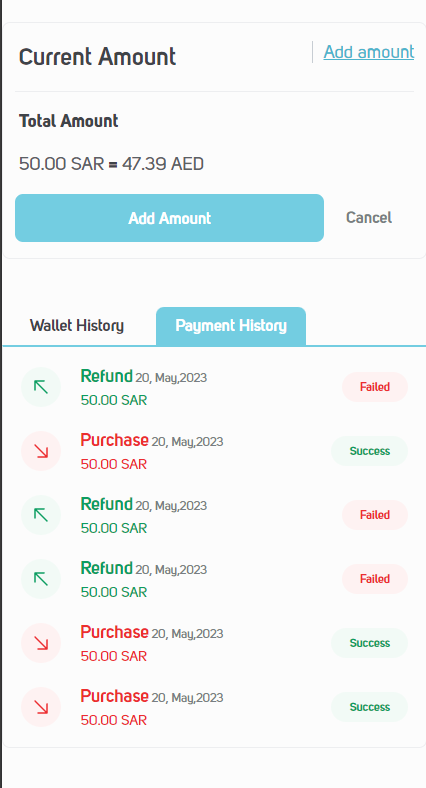 Current Amount
Add amount
Total Amount
50.00 SAR = 47.39 AED
Add Amount
Cancel
Wallet History
Payment History
Refund 20, May,2023
50.00 SAR
Failed
Purchase 20, May,2023
50.00 SAR
Success
Refund 20, May,2023
50.00 SAR
Failed
Refund 20, May,2023
50.00 SAR
Failed
Purchase 20, May,2023
50.00 SAR
Success
Purchase 20, May,2023
50.00 SAR
Success